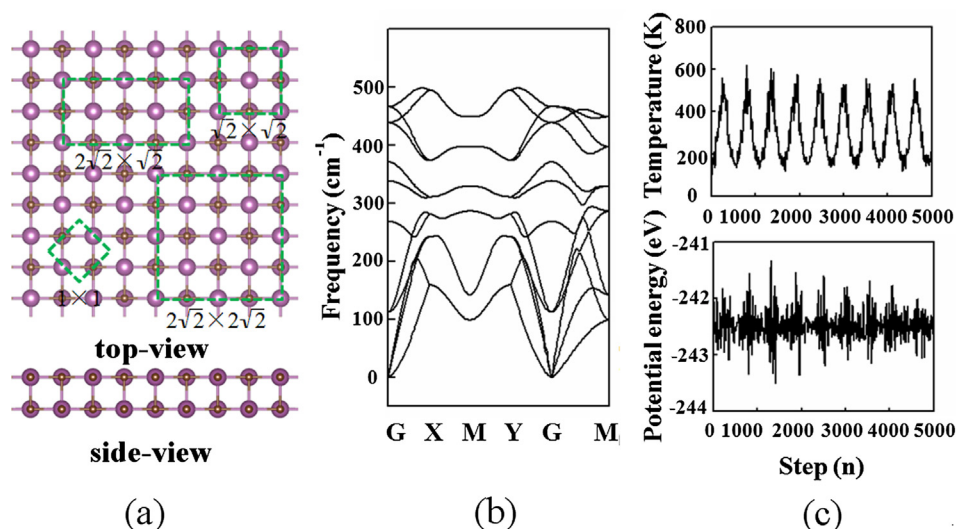 √2×√2
2√2×√2
1×1
2√2×2√2
top-view
side-view
(a)
(b)
Frequency (cm⁻¹)
500
400
300
200
100
0
G X M Y G M
(c)
Temperature (K)
800
600
400
200
0
0 1000 2000 3000 4000 5000
Potential energy (eV)
-241
-242
-243
-244
0 1000 2000 3000 4000 5000
Step (n)